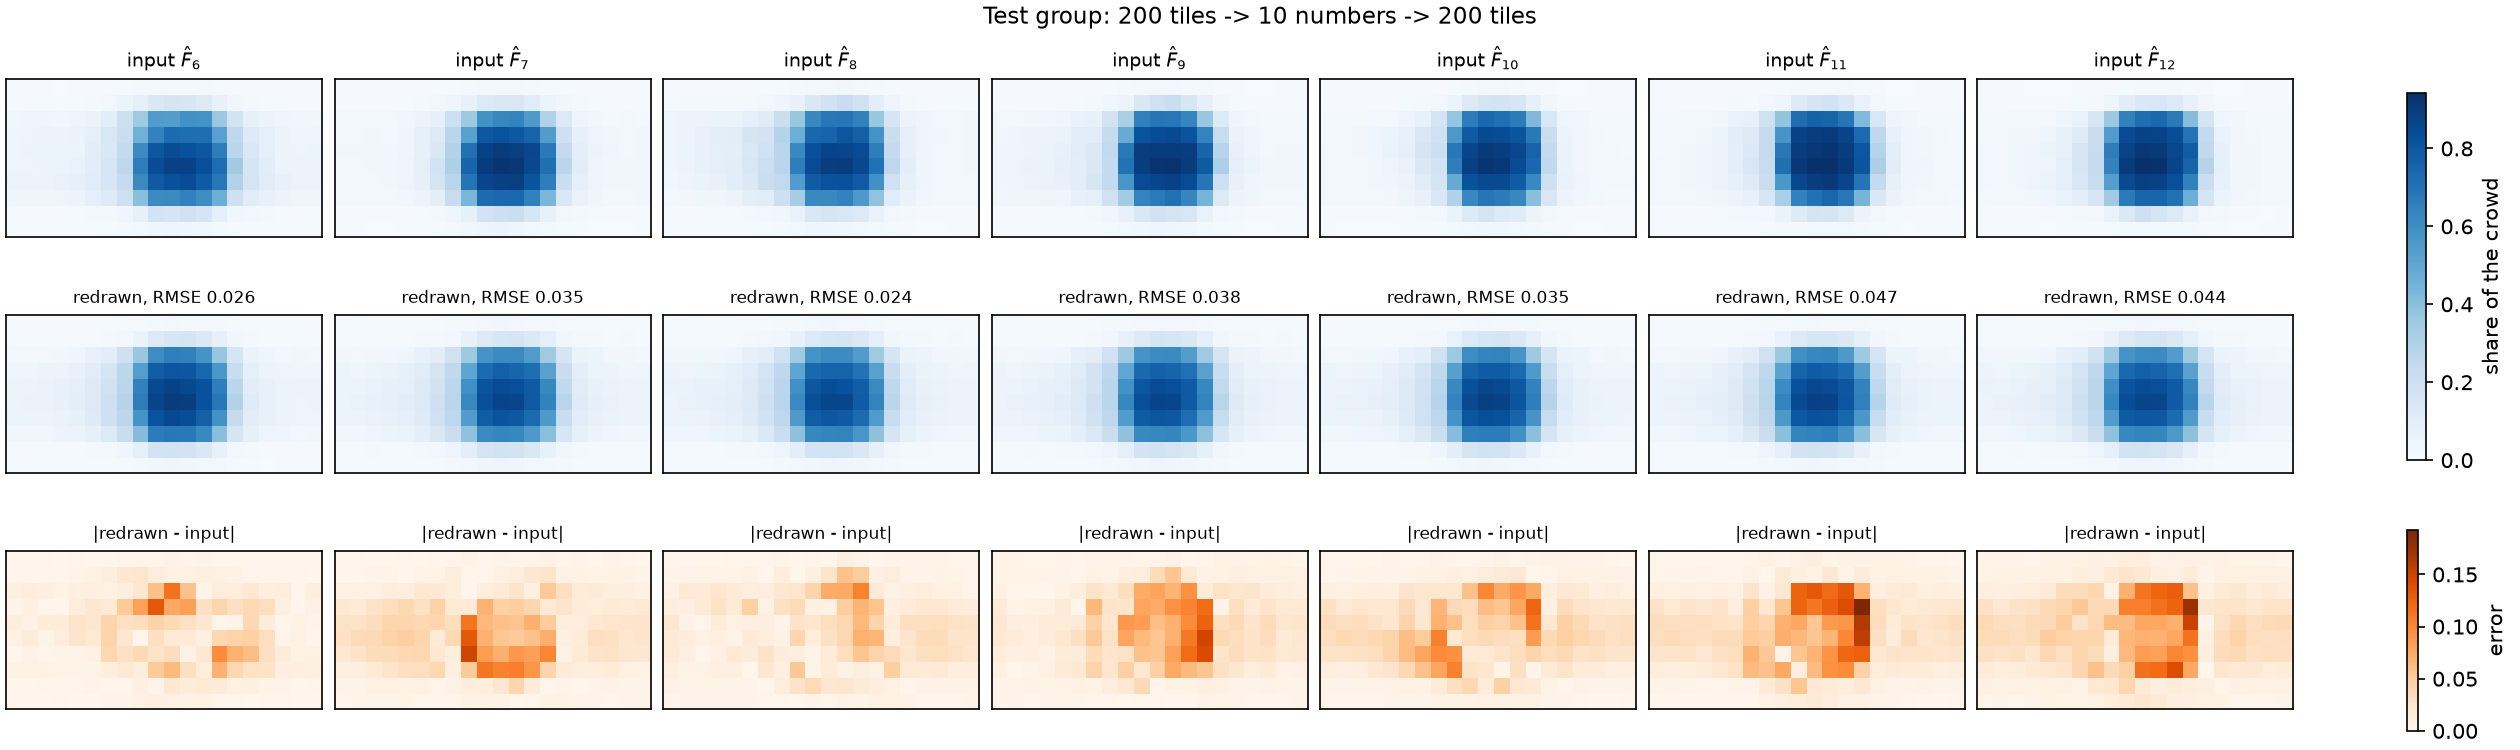 Test group: 200 tiles -> 10 numbers -> 200 tiles
input F̂₆
input F̂₇
input F̂₈
input F̂₉
input F̂₁₀
input F̂₁₁
input F̂₁₂
redrawn, RMSE 0.026
redrawn, RMSE 0.035
redrawn, RMSE 0.024
redrawn, RMSE 0.038
redrawn, RMSE 0.035
redrawn, RMSE 0.047
redrawn, RMSE 0.044
|redrawn - input|
|redrawn - input|
|redrawn - input|
|redrawn - input|
|redrawn - input|
|redrawn - input|
|redrawn - input|
0.8
0.6
0.4
0.2
0.0
share of the crowd
0.15
0.10
0.05
0.00
error